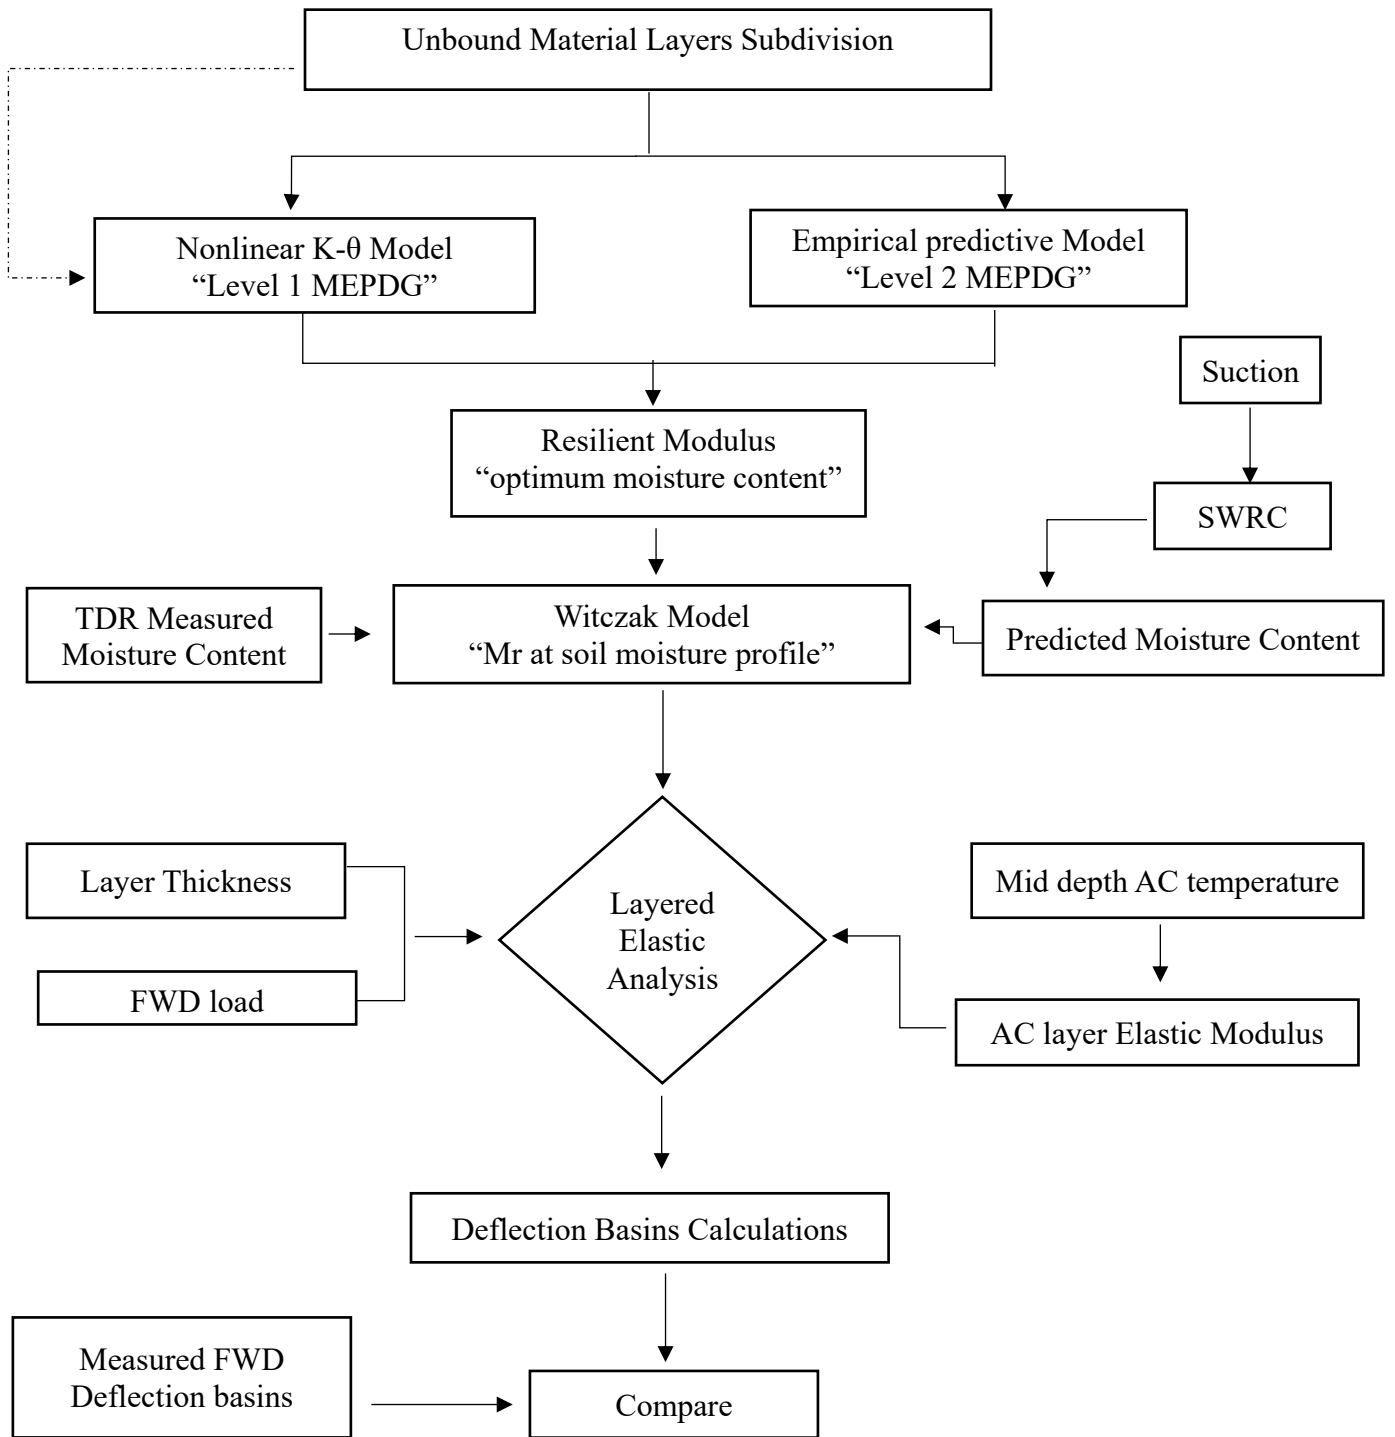 Unbound Material Layers Subdivision
Nonlinear K-θ Model
“Level 1 MEPDG”
Empirical predictive Model
“Level 2 MEPDG”
Suction
Resilient Modulus
“optimum moisture content”
SWRC
TDR Measured
Moisture Content
Witczak Model
“Mr at soil moisture profile”
Predicted Moisture Content
Layer Thickness
FWD load
Layered
Elastic
Analysis
Mid depth AC temperature
AC layer Elastic Modulus
Deflection Basins Calculations
Measured FWD
Deflection basins
Compare